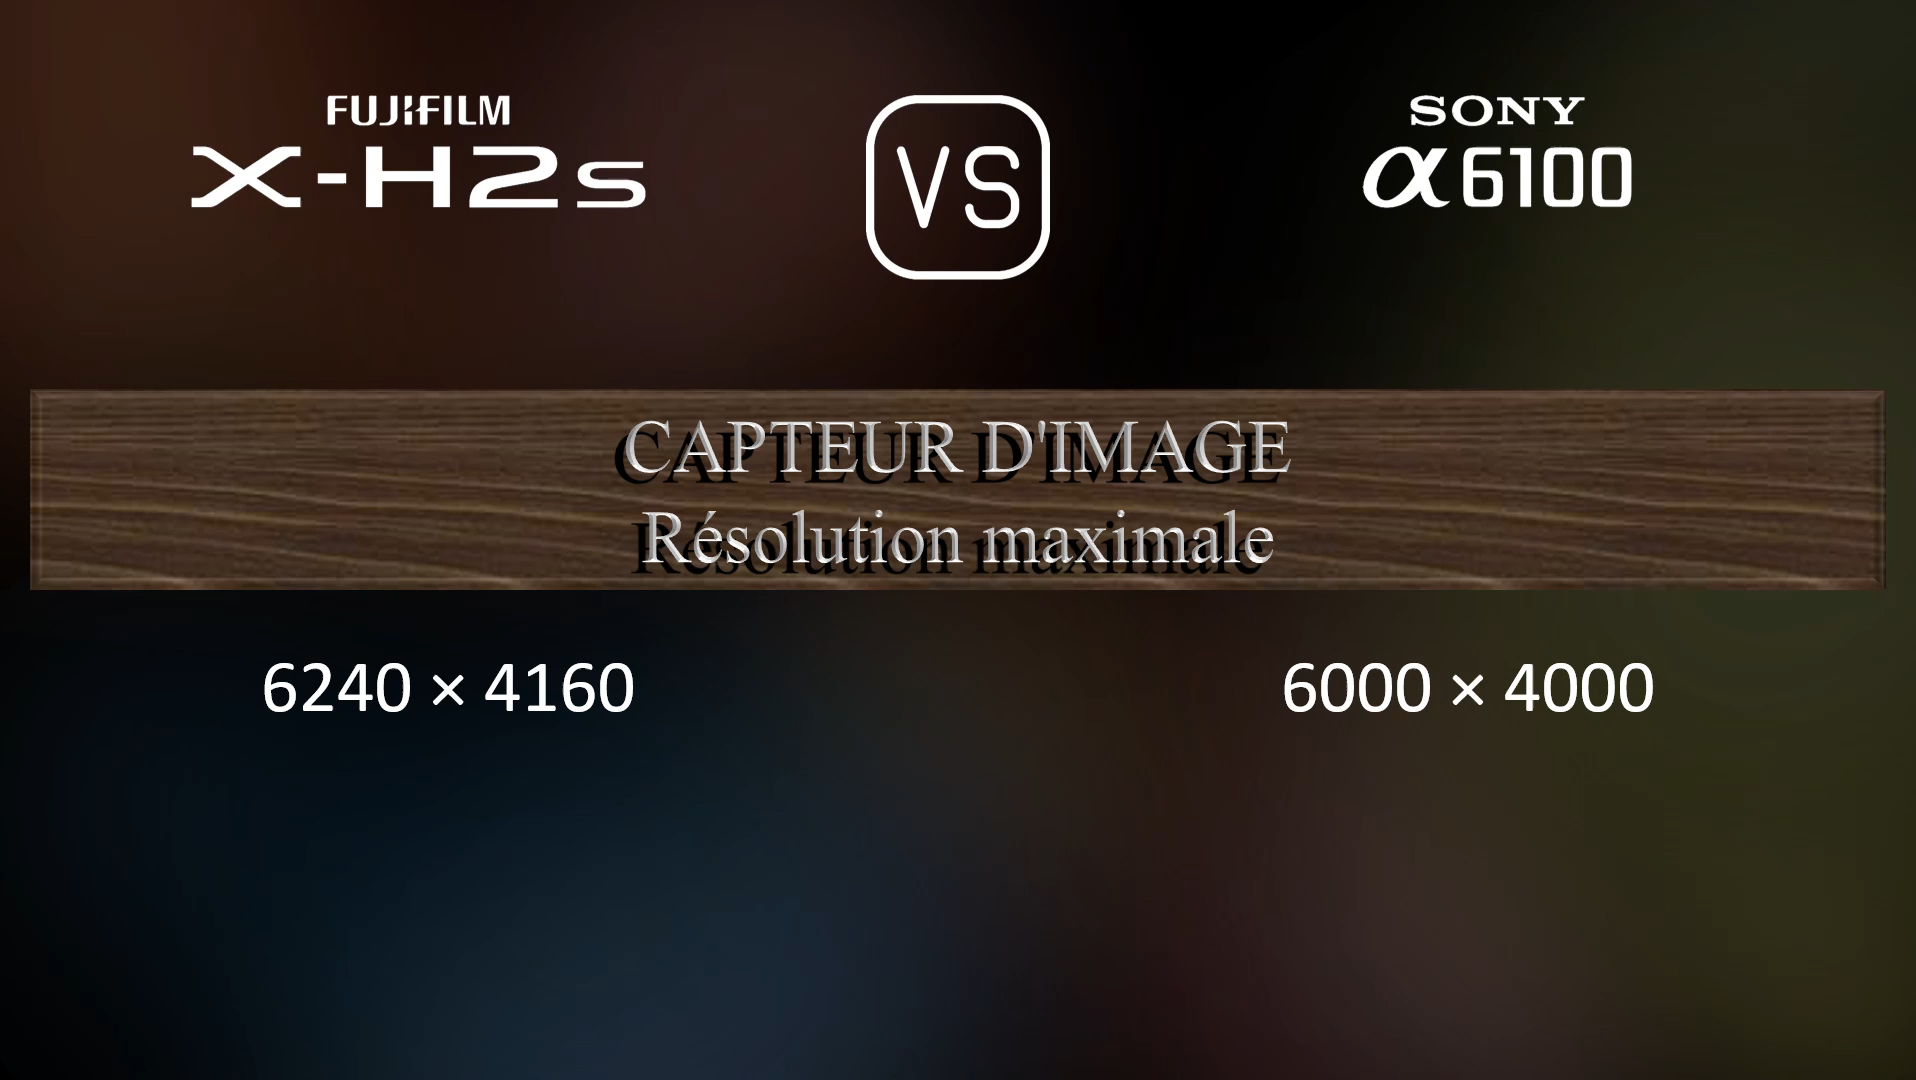 FUJIFILM
X-H2s
VS
SONY
α6100
CAPTEUR D'IMAGE
Résolution maximale
6240 × 4160
6000 × 4000